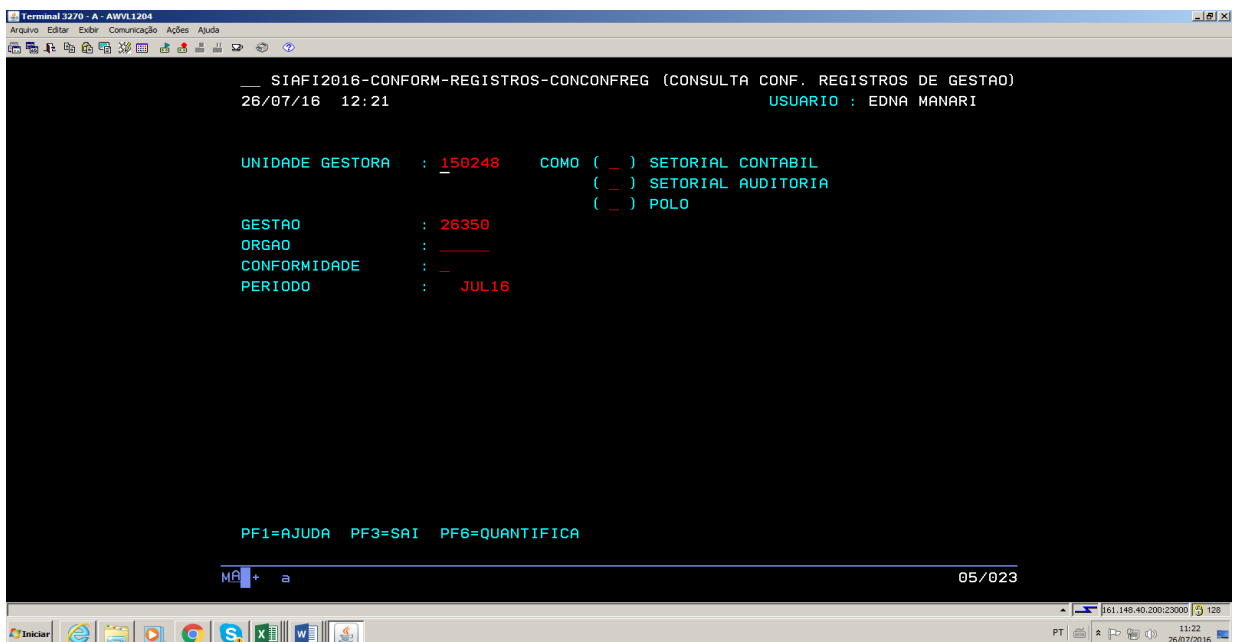 Terminal 3270 - A - AWVL1204
Arquivo Editar Exibir Comunicação Ações Ajuda
__ SIAFI2016-CONFORM-REGISTROS-CONCONFREG (CONSULTA CONF. REGISTROS DE GESTAO)
26/07/16 12:21 USUARIO : EDNA MANARI
UNIDADE GESTORA : 150248 COMO ( _ ) SETORIAL CONTABIL
( _ ) SETORIAL AUDITORIA
( _ ) POLO
GESTAO : 26350
ORGAO : _____
CONFORMIDADE : _
PERIODO : JUL16
PF1=AJUDA PF3=SAI PF6=QUANTIFICA
MA + a 05/023
161.148.40.200:23000 128
Iniciar PT 11:22
26/07/2016